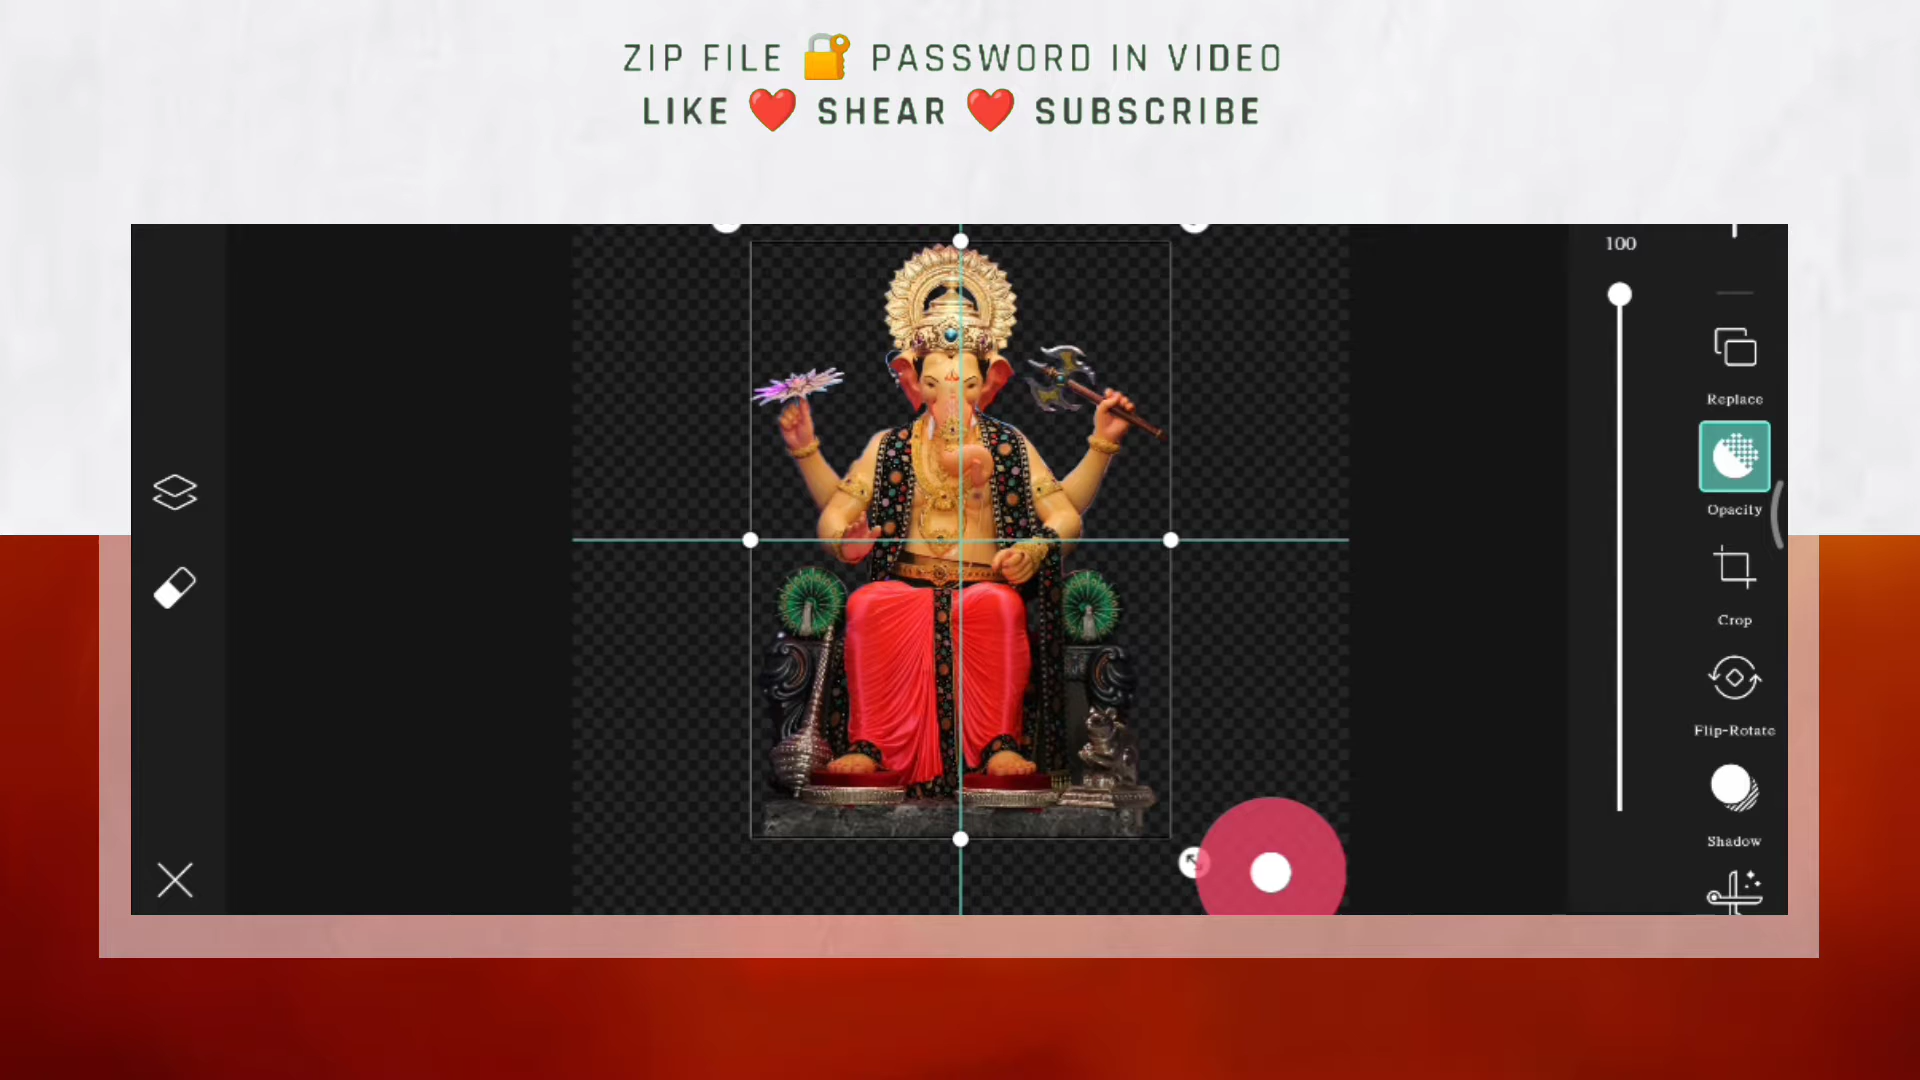 ZIP FILE 🔐 PASSWORD IN VIDEO
LIKE ❤️ SHEAR ❤️ SUBSCRIBE
100
Replace
Opacity
Crop
Flip-Rotate
Shadow